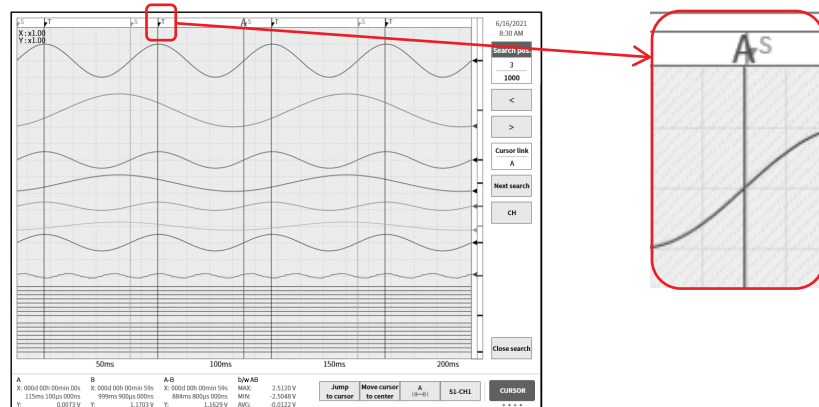 S T S T A S T S T
6/16/2021
8:30 AM
X : x1.00
Y : x1.00
Search pos.
3
1000
<
>
Cursor link
A
Next search
CH
Close search
A S
50ms 100ms 150ms 200ms
A B A-B b/w AB
X: 000d 00h 00min 00s X: 000d 00h 00min 59s X: 000d 00h 00min 59s MAX: 2.5120 V
115ms 100µs 000ns 999ms 900µs 000ns 884ms 800µs 000ns MIN: -2.5048 V
Y: 0.0073 V Y: 1.1703 V Y: 1.1629 V AVG: -0.0122 V
Jump
to cursor
Move cursor
to center
A
S1-CH1
CURSOR